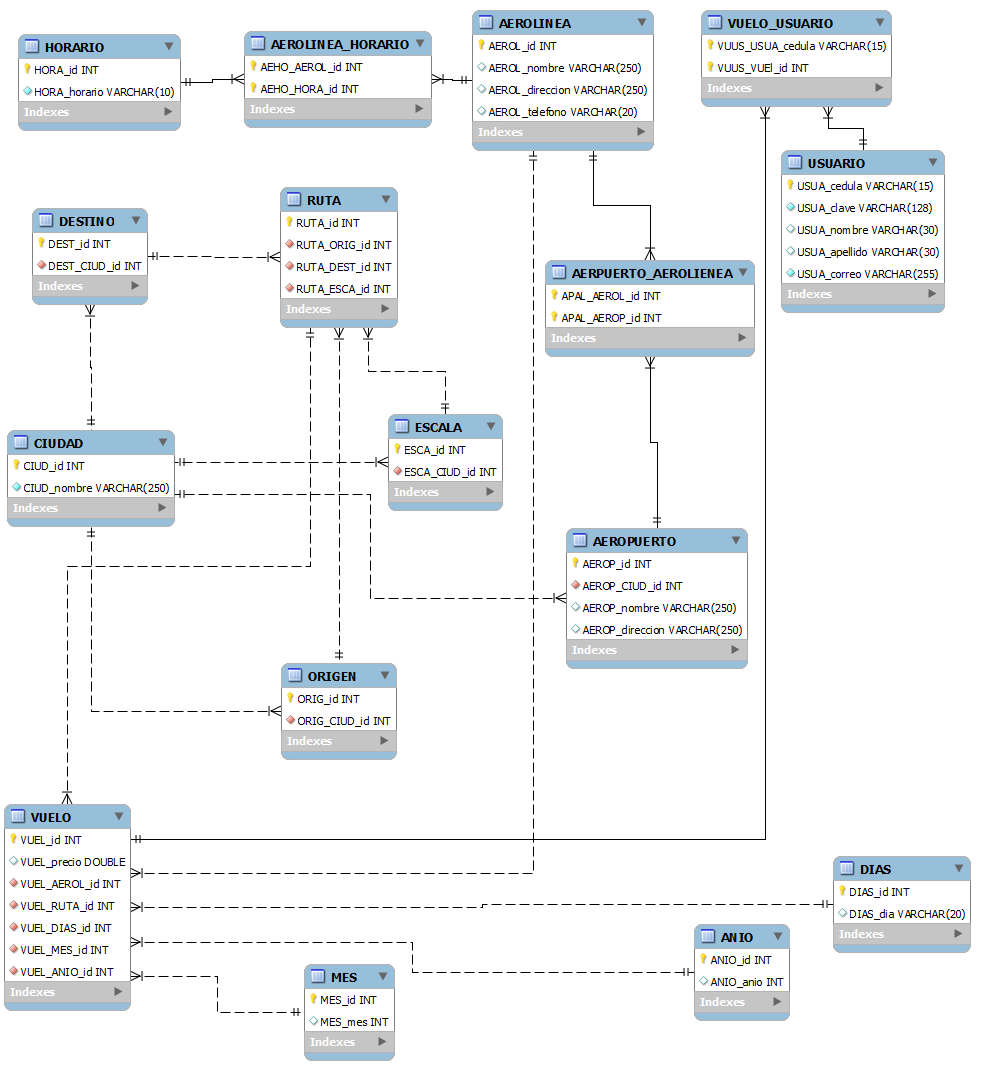 HORARIO
HORA_id INT
HORA_horario VARCHAR(10)
Indexes
AEROLINEA_HORARIO
AEHO_AEROL_id INT
AEHO_HORA_id INT
Indexes
AEROLINEA
AEROL_id INT
AEROL_nombre VARCHAR(250)
AEROL_direccion VARCHAR(250)
AEROL_telefono VARCHAR(20)
Indexes
VUELO_USUARIO
VUUS_USUA_cedula VARCHAR(15)
VUUS_VUEl_id INT
Indexes
USUARIO
USUA_cedula VARCHAR(15)
USUA_clave VARCHAR(128)
USUA_nombre VARCHAR(30)
USUA_apellido VARCHAR(30)
USUA_correo VARCHAR(255)
Indexes
DESTINO
DEST_id INT
DEST_CIUD_id INT
Indexes
RUTA
RUTA_id INT
RUTA_ORIG_id INT
RUTA_DEST_id INT
RUTA_ESCA_id INT
Indexes
AERPUERTO_AEROLIENEA
APAL_AEROL_id INT
APAL_AEROP_id INT
Indexes
CIUDAD
CIUD_id INT
CIUD_nombre VARCHAR(250)
Indexes
ESCALA
ESCA_id INT
ESCA_CIUD_id INT
Indexes
AEROPUERTO
AEROP_id INT
AEROP_CIUD_id INT
AEROP_nombre VARCHAR(250)
AEROP_direccion VARCHAR(250)
Indexes
ORIGEN
ORIG_id INT
ORIG_CIUD_id INT
Indexes
VUELO
VUEL_id INT
VUEL_precio DOUBLE
VUEL_AEROL_id INT
VUEL_RUTA_id INT
VUEL_DIAS_id INT
VUEL_MES_id INT
VUEL_ANIO_id INT
Indexes
DIAS
DIAS_id INT
DIAS_dia VARCHAR(20)
Indexes
ANIO
ANIO_id INT
ANIO_anio INT
Indexes
MES
MES_id INT
MES_mes INT
Indexes